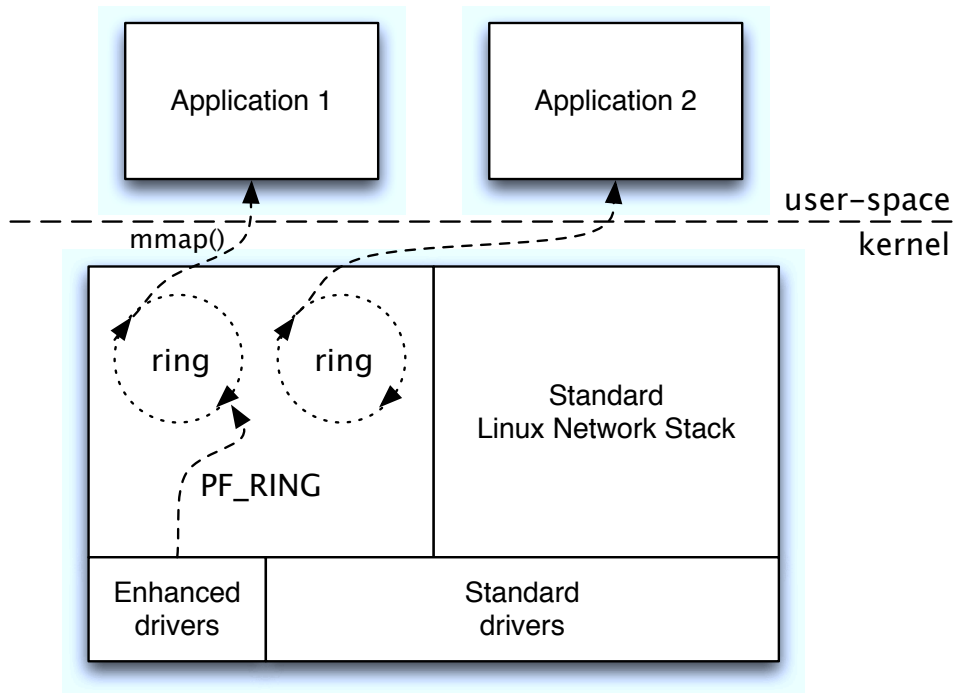 Application 1
Application 2
user-space
mmap()
kernel
ring
ring
Standard
Linux Network Stack
PF_RING
Enhanced
drivers
Standard
drivers